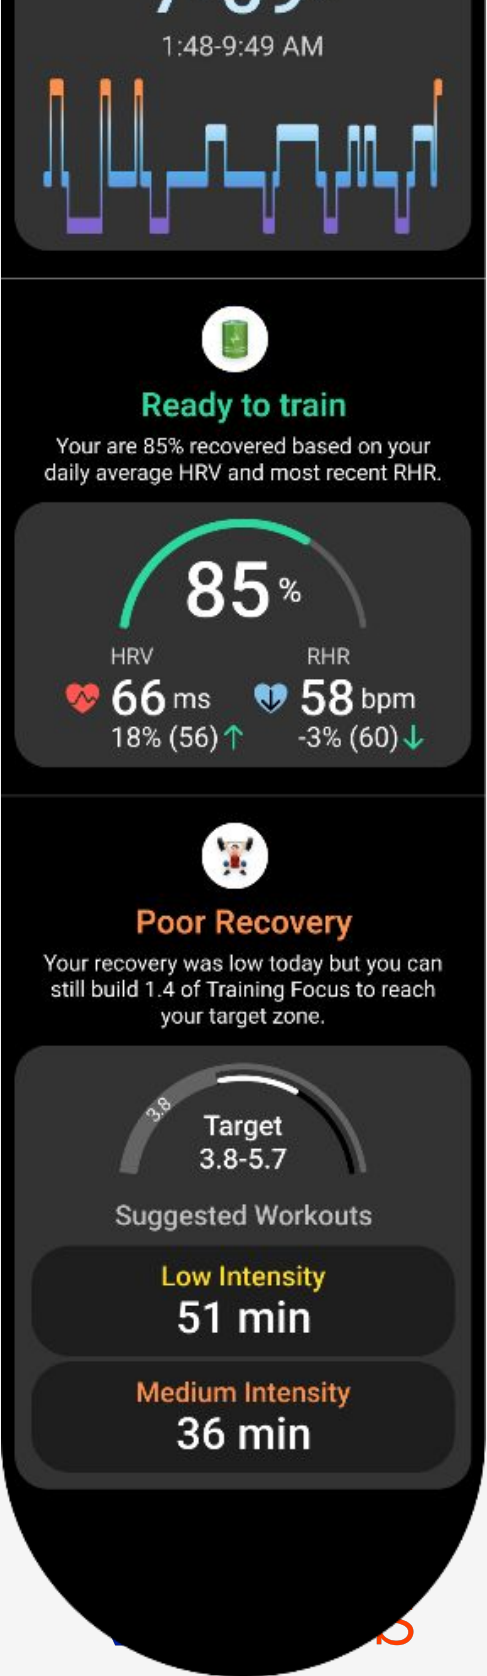 1:48-9:49 AM
Ready to train
Your are 85% recovered based on your
daily average HRV and most recent RHR.
85%
HRV RHR
66 ms 58 bpm
18% (56)↑ -3% (60)↓
Poor Recovery
Your recovery was low today but you can
still build 1.4 of Training Focus to reach
your target zone.
3.8
Target
3.8-5.7
Suggested Workouts
Low Intensity
51 min
Medium Intensity
36 min